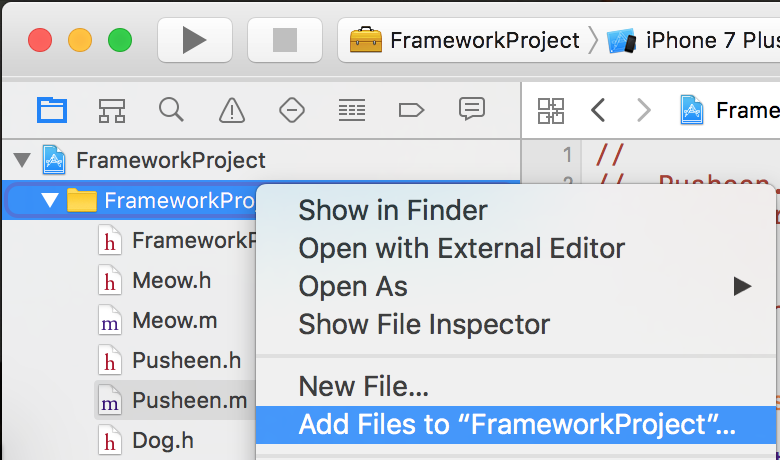 FrameworkProject
iPhone 7 Plus
Frame
FrameworkProject
1
//
2
// Pusheen.
FrameworkPro
Show in Finder
Open with External Editor
Open As
Show File Inspector
New File...
Add Files to “FrameworkProject”...
FrameworkP
Meow.h
Meow.m
Pusheen.h
Pusheen.m
Dog.h